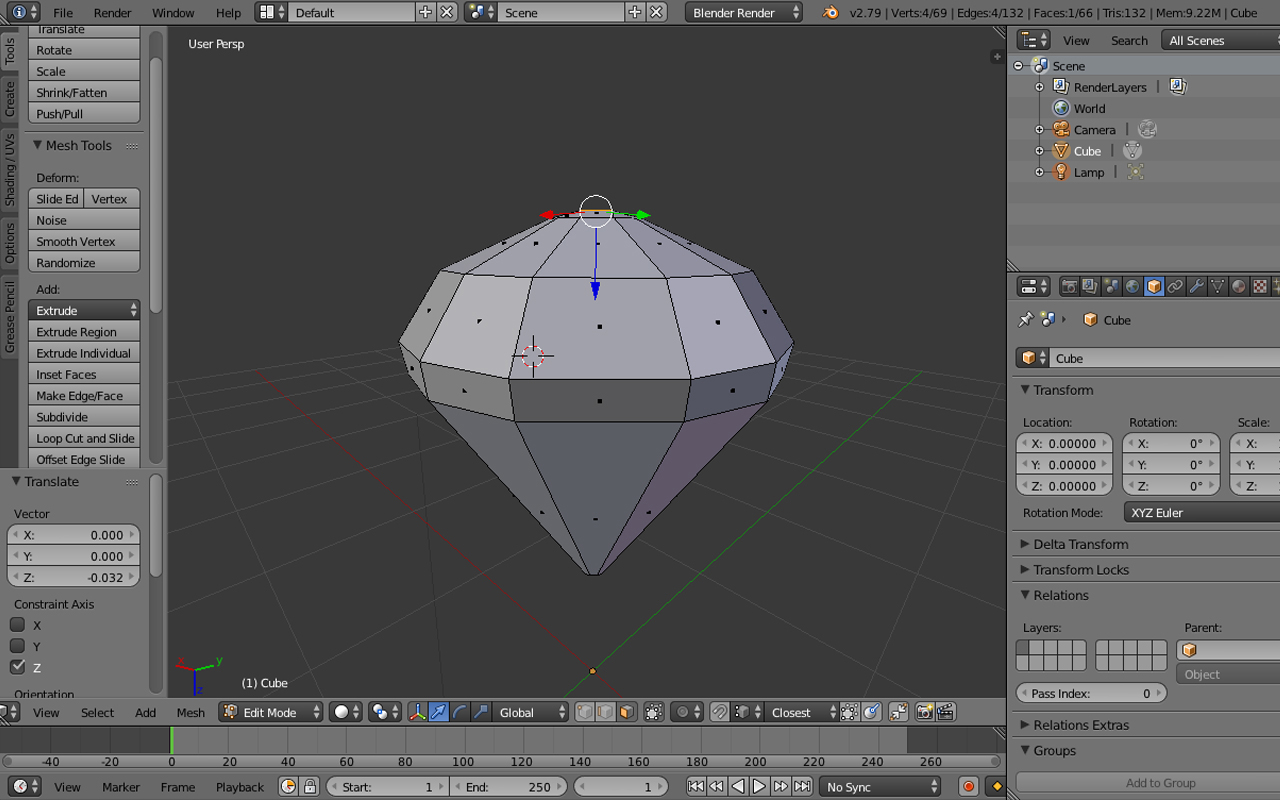 File Render Window Help Default Scene Blender Render v2.79 | Verts:4/69 | Edges:4/132 | Faces:1/66 | Tris:132 | Mem:9.22M | Cube
Tools
Create
Shading / UVs
Options
Grease Pencil
Translate
Rotate
Scale
Shrink/Fatten
Push/Pull
Mesh Tools
Deform:
Slide Ed Vertex
Noise
Smooth Vertex
Randomize
Add:
Extrude
Extrude Region
Extrude Individual
Inset Faces
Make Edge/Face
Subdivide
Loop Cut and Slide
Offset Edge Slide
Translate
Vector
X: 0.000
Y: 0.000
Z: -0.032
Constraint Axis
X
Y
Z
Orientation
User Persp
x y
z
(1) Cube
View Select Add Mesh Edit Mode Global Closest
-40 -20 0 20 40 60 80 100 120 140 160 180 200 220 240 260
View Marker Frame Playback Start: 1 End: 250 1 No Sync
View Search All Scenes
Scene
RenderLayers |
World
Camera |
Cube |
Lamp |
Cube
Cube
Transform
Location: Rotation: Scale:
X: 0.00000 X: 0° X:
Y: 0.00000 Y: 0° Y:
Z: 0.00000 Z: 0° Z:
Rotation Mode: XYZ Euler
Delta Transform
Transform Locks
Relations
Layers: Parent:
Object
Pass Index: 0
Relations Extras
Groups
Add to Group